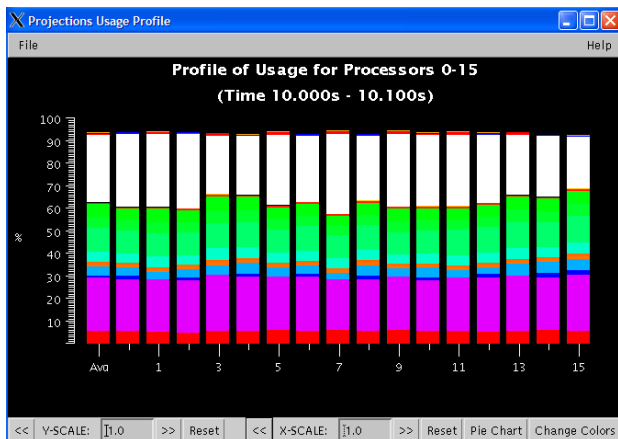 Projections Usage Profile
File Help
Profile of Usage for Processors 0-15
(Time 10.000s - 10.100s)
100
90
80
70
60
50
40
30
20
10
%
Ava 1 3 5 7 9 11 13 15
<< Y-SCALE: 1.0 >> Reset << X-SCALE: 1.0 >> Reset Pie Chart Change Colors